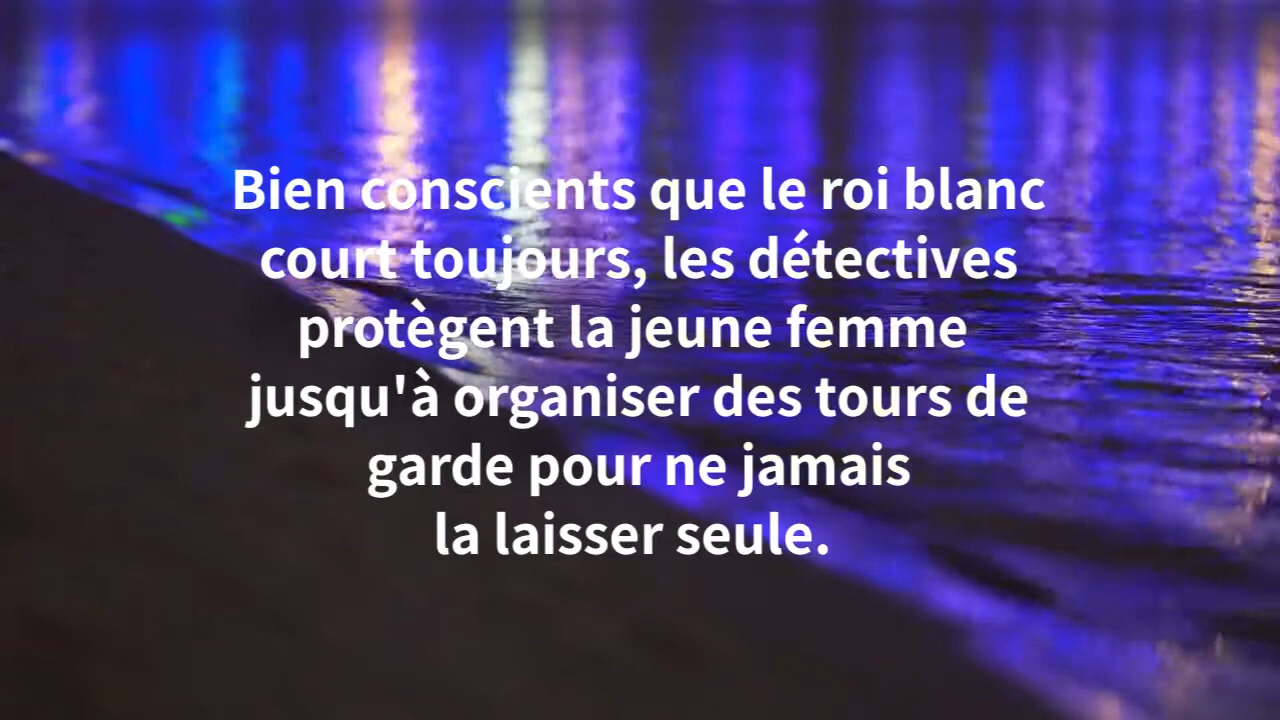 Bien conscients que le roi blanc
court toujours, les détectives
protègent la jeune femme
jusqu'à organiser des tours de
garde pour ne jamais
la laisser seule.